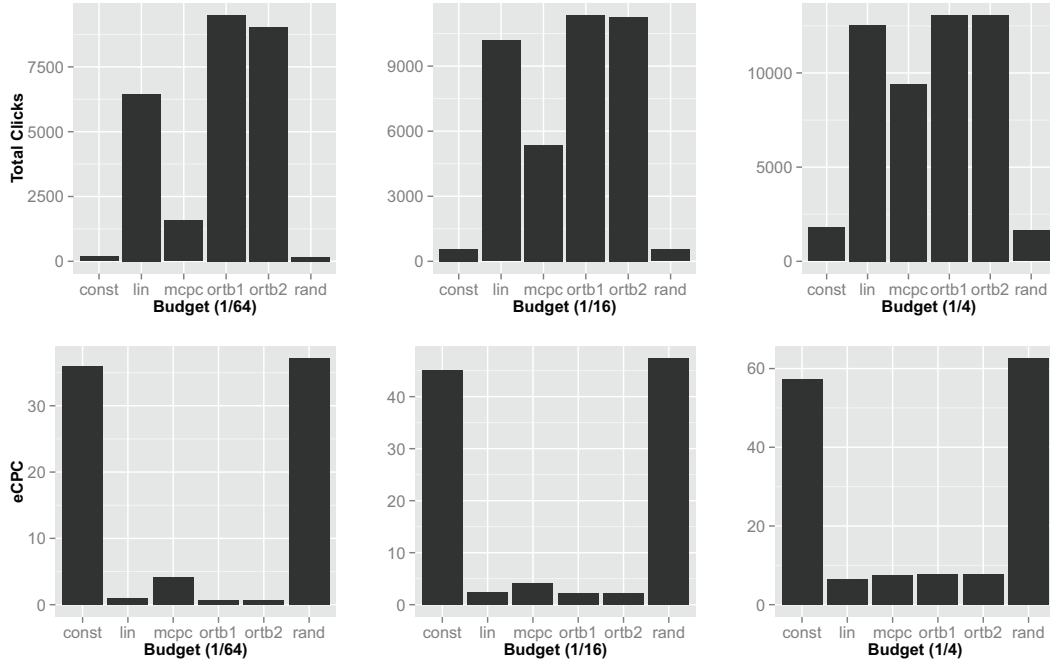 Total Clicks
7500
5000
2500
0
const lin mcpc ortb1 ortb2 rand
Budget (1/64)
9000
6000
3000
0
const lin mcpc ortb1 ortb2 rand
Budget (1/16)
10000
5000
0
const lin mcpc ortb1 ortb2 rand
Budget (1/4)
eCPC
30
20
10
0
const lin mcpc ortb1 ortb2 rand
Budget (1/64)
40
30
20
10
0
const lin mcpc ortb1 ortb2 rand
Budget (1/16)
60
40
20
0
const lin mcpc ortb1 ortb2 rand
Budget (1/4)